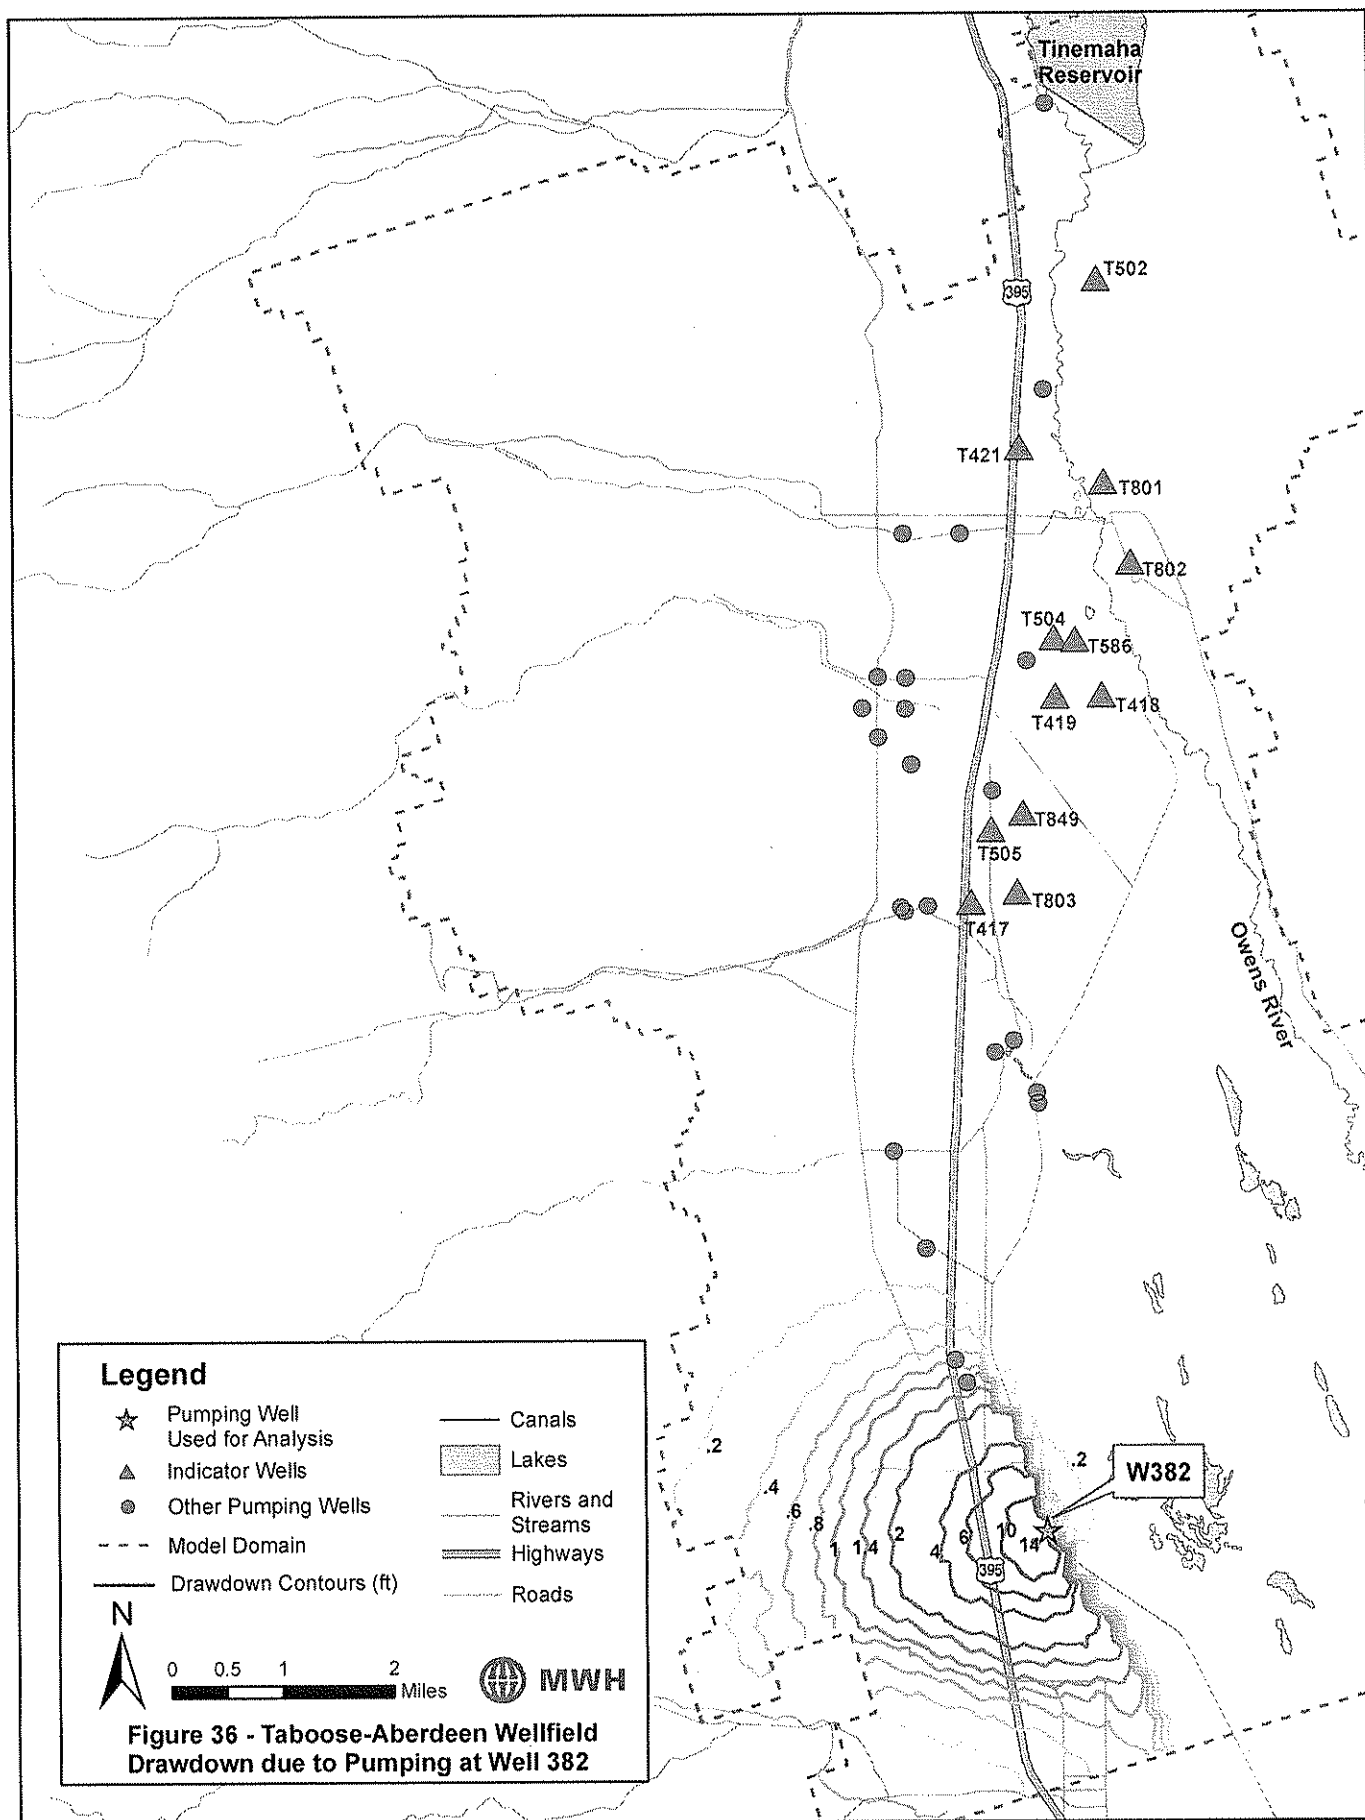 Tinemaha
Reservoir
T502
395
T421
T801
T802
T504
T586
T419
T418
T849
T505
T803
T417
Owens River
.2
.4
.6
.8
1
1.4
2
4
6
10
14
.2
W382
395
Legend
Pumping Well
Used for Analysis
Indicator Wells
Other Pumping Wells
Model Domain
Drawdown Contours (ft)
Canals
Lakes
Rivers and
Streams
Highways
Roads
N
0 0.5 1 2
Miles
MWH
Figure 36 - Taboose-Aberdeen Wellfield
Drawdown due to Pumping at Well 382